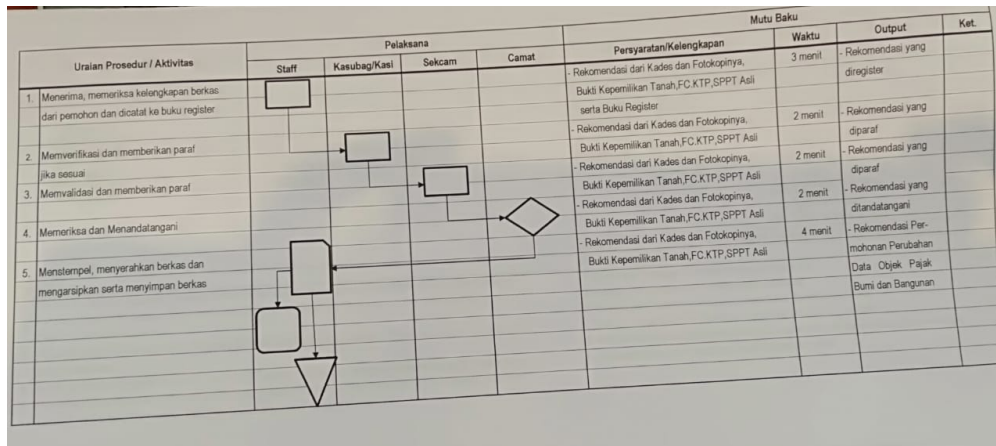 Uraian Prosedur / Aktivitas
Pelaksana
Mutu Baku
Staff
Kasubag/Kasi
Sekcam
Camat
Persyaratan/Kelengkapan
Waktu
Output
Ket.
1. Menerima, memeriksa kelengkapan berkas
dari pemohon dan dicatat ke buku register
- Rekomendasi dari Kades dan Fotokopinya,
Bukti Kepemilikan Tanah,FC.KTP,SPPT Asli
serta Buku Register
3 menit
- Rekomendasi yang
diregister
2. Memverifikasi dan memberikan paraf
jika sesuai
- Rekomendasi dari Kades dan Fotokopinya,
Bukti Kepemilikan Tanah,FC.KTP,SPPT Asli
2 menit
- Rekomendasi yang
diparaf
3. Memvalidasi dan memberikan paraf
- Rekomendasi dari Kades dan Fotokopinya,
Bukti Kepemilikan Tanah,FC.KTP,SPPT Asli
2 menit
- Rekomendasi yang
diparaf
4. Memeriksa dan Menandatangani
- Rekomendasi dari Kades dan Fotokopinya,
Bukti Kepemilikan Tanah,FC.KTP,SPPT Asli
2 menit
- Rekomendasi yang
ditandatangani
5. Menstempel, menyerahkan berkas dan
mengarsipkan serta menyimpan berkas
- Rekomendasi dari Kades dan Fotokopinya,
Bukti Kepemilikan Tanah,FC.KTP,SPPT Asli
4 menit
- Rekomendasi Per-
mohonan Perubahan
Data Objek Pajak
Bumi dan Bangunan